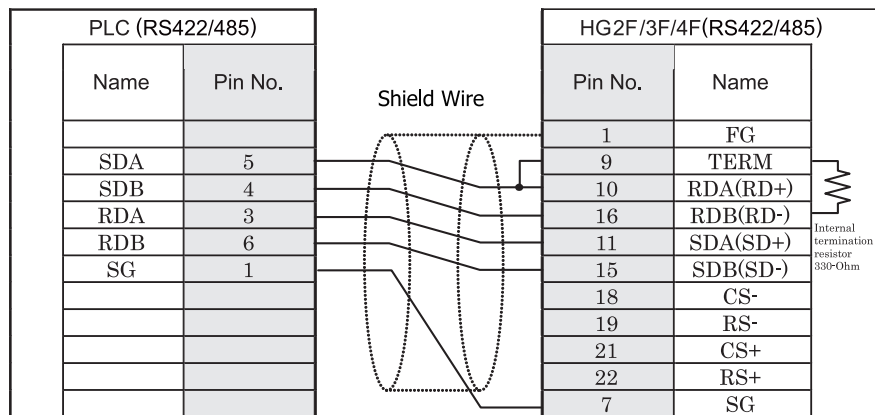 PLC (RS422/485) HG2F/3F/4F(RS422/485)
Name Pin No. Shield Wire Pin No. Name
1 FG
SDA 5 9 TERM
SDB 4 10 RDA(RD+)
RDA 3 16 RDB(RD-)
RDB 6 11 SDA(SD+)
SG 1 15 SDB(SD-)
Internal
termination
resistor
330-Ohm
18 CS-
19 RS-
21 CS+
22 RS+
7 SG